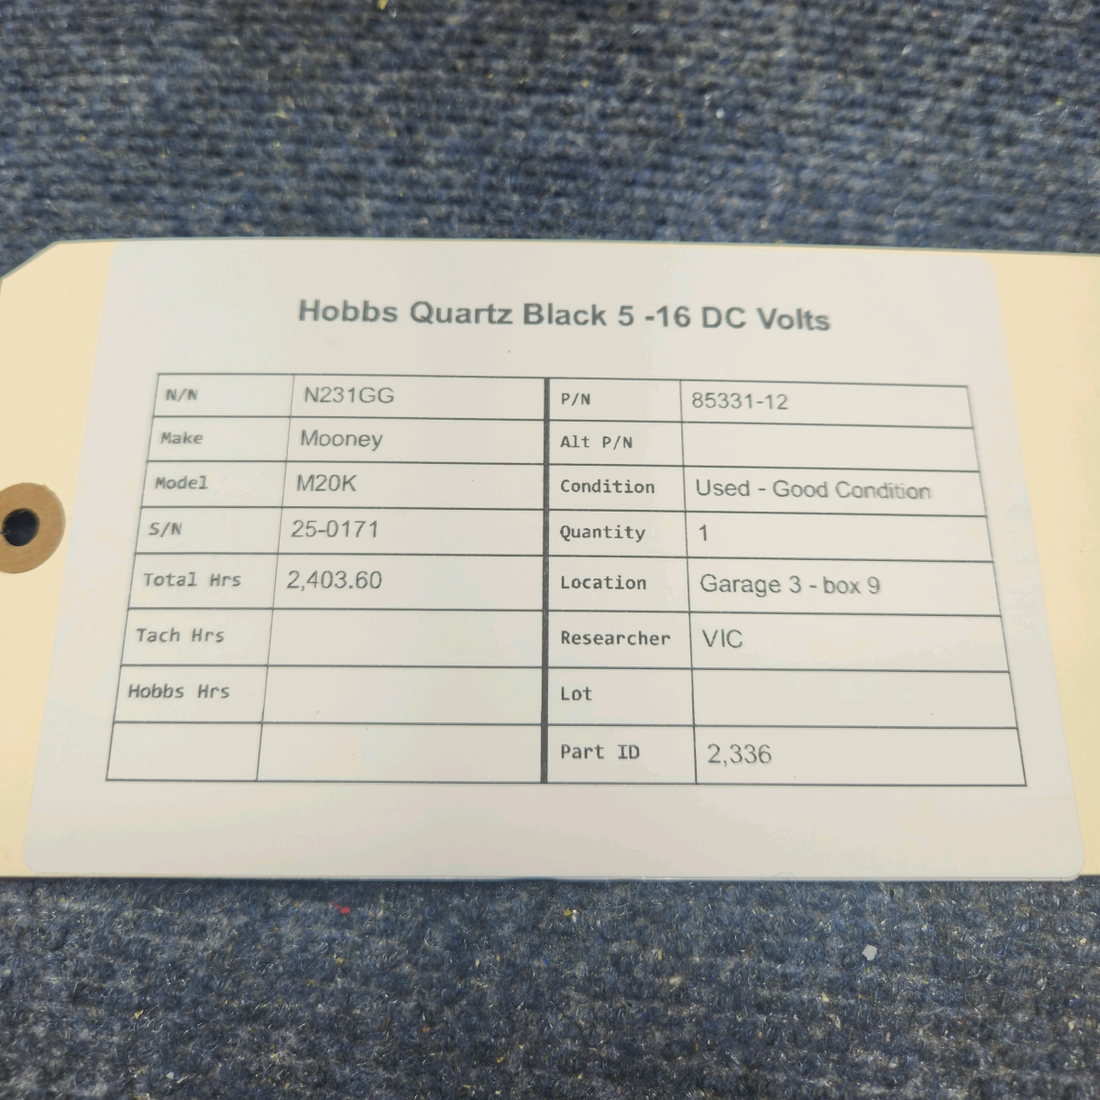 Hobbs Quartz Black 5 -16 DC Volts
N/N N231GG P/N 85331-12
Make Mooney Alt P/N
Model M20K Condition Used - Good Condition
S/N 25-0171 Quantity 1
Total Hrs 2,403.60 Location Garage 3 - box 9
Tach Hrs Researcher VIC
Hobbs Hrs Lot
Part ID 2,336